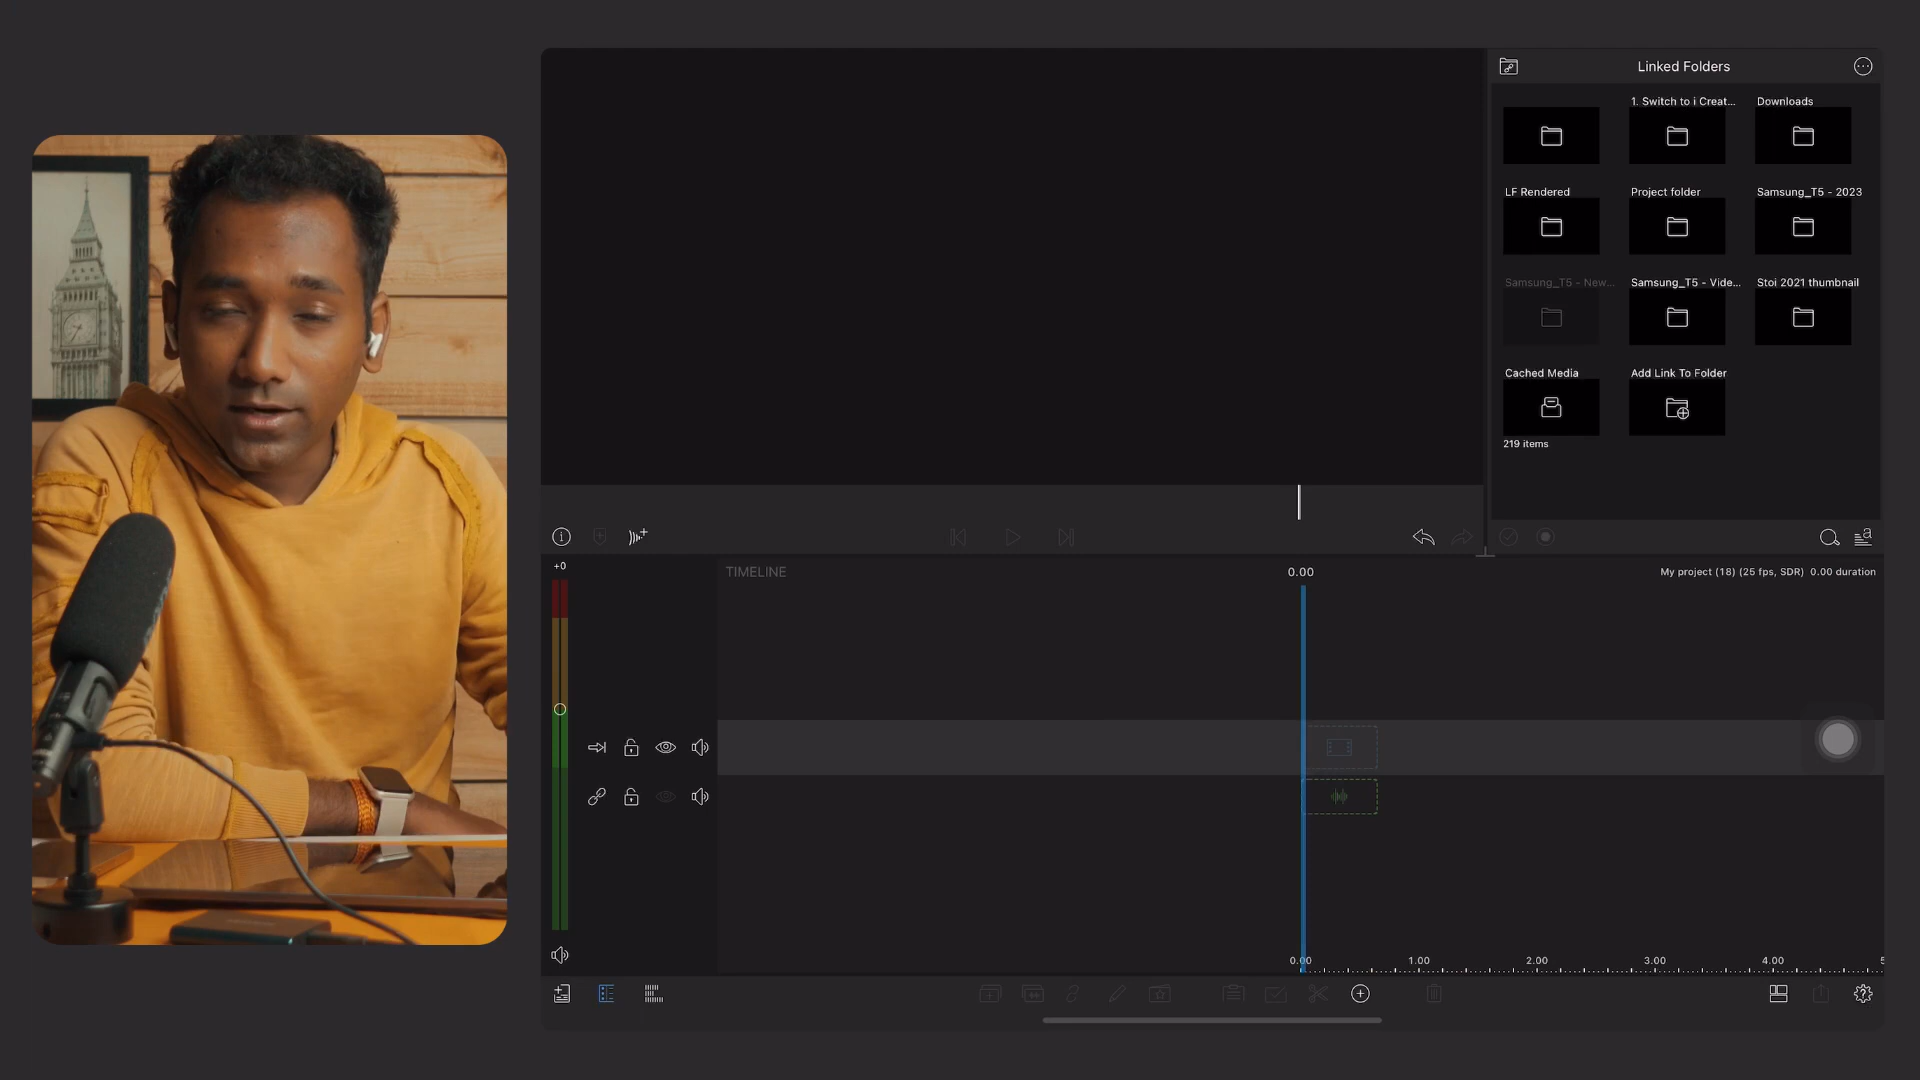 Linked Folders
1. Switch to i Creat...
Downloads
LF Rendered
Project folder
Samsung_T5 - 2023
Samsung_T5 - New...
Samsung_T5 - Vide...
Stoi 2021 thumbnail
Cached Media
Add Link To Folder
219 items
+0
TIMELINE
0.00
My project (18) (25 fps, SDR) 0.00 duration
0.00
1.00
2.00
3.00
4.00
5